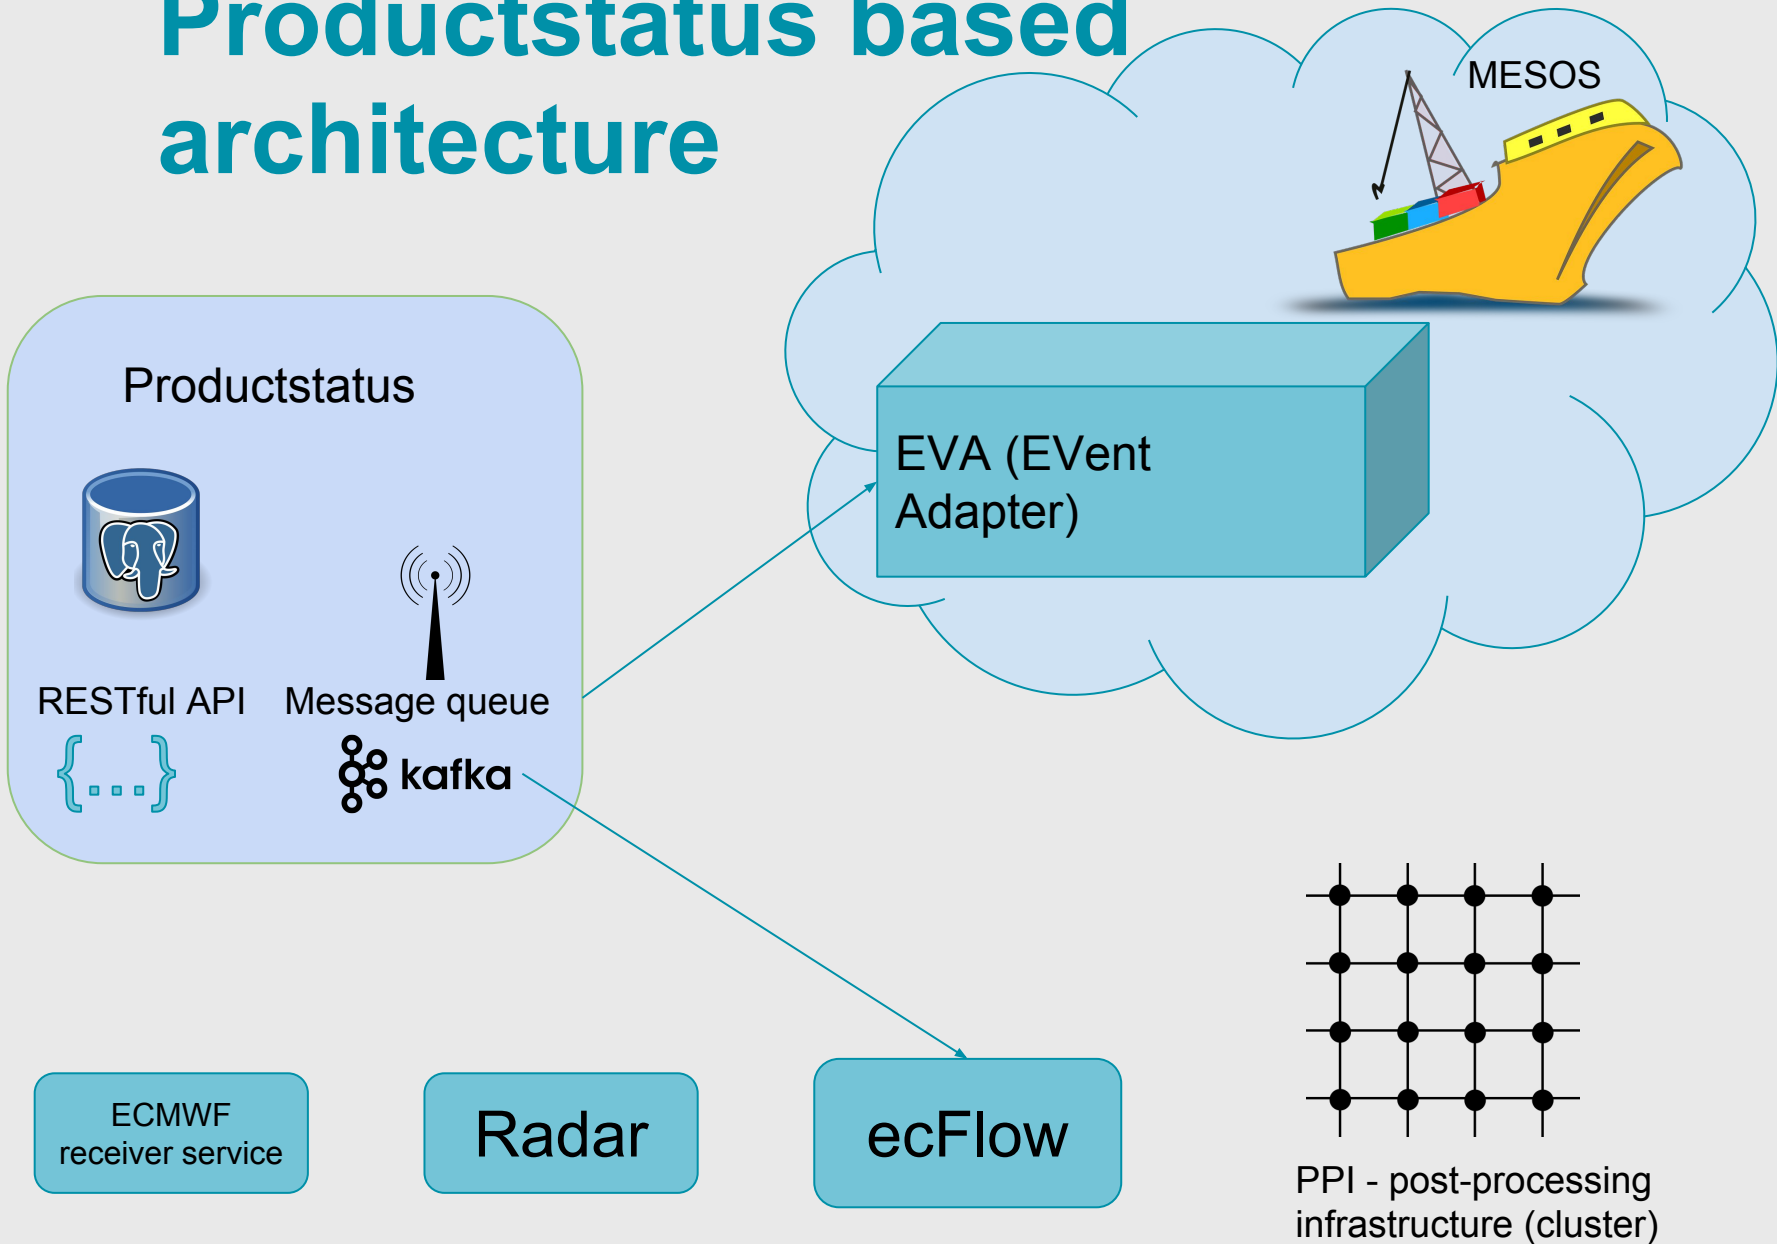 Productstatus based
architecture
MESOS
Productstatus
EVA (EVent
Adapter)
RESTful API
Message queue
{...}
kafka
ECMWF
receiver service
Radar
ecFlow
PPI - post-processing
infrastructure (cluster)